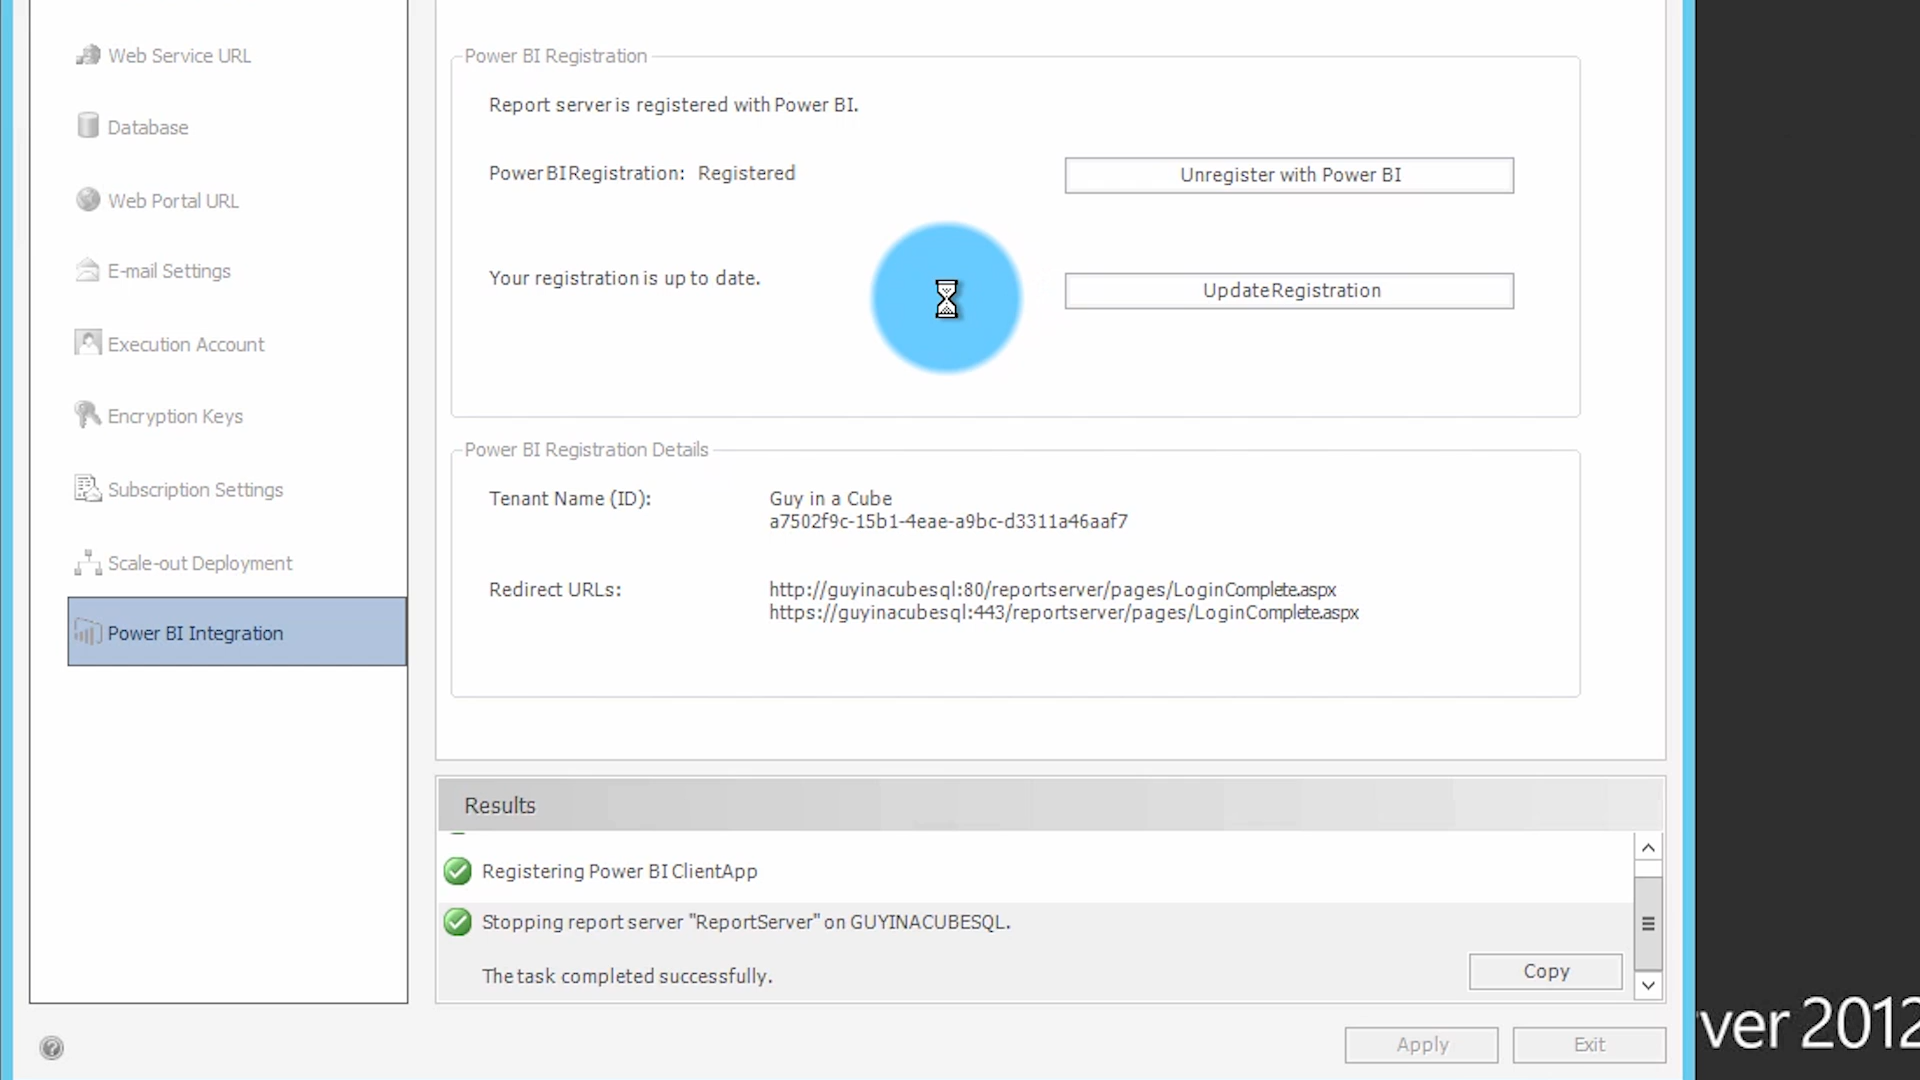 Web Service URL
Database
Web Portal URL
E-mail Settings
Execution Account
Encryption Keys
Subscription Settings
Scale-out Deployment
Power BI Integration
Power BI Registration
Report server is registered with Power BI.
Power BI Registration: Registered
Unregister with Power BI
Your registration is up to date.
Update Registration
Power BI Registration Details
Tenant Name (ID):
Guy in a Cube
a7502f9c-15b1-4eae-a9bc-d3311a46aaf7
Redirect URLs:
http://guyinacubesql:80/reportserver/pages/LoginComplete.aspx
https://guyinacubesql:443/reportserver/pages/LoginComplete.aspx
Results
Registering Power BI ClientApp
Stopping report server "ReportServer" on GUYINACUBESQL.
The task completed successfully.
Copy
Apply
Exit
ver 2012